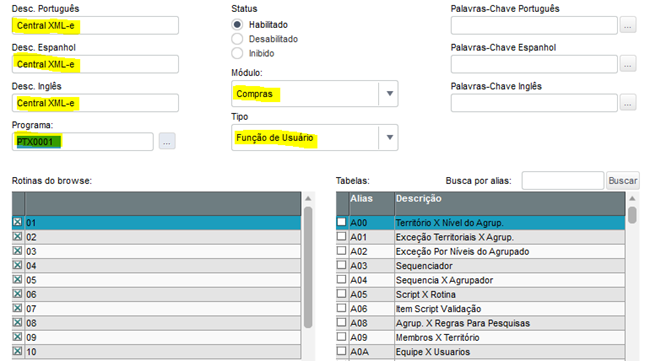 Desc. Português
Central XML-e
Desc. Espanhol
Central XML-e
Desc. Inglês
Central XML-e
Programa:
PTX0001
...
Status
Habilitado
Desabilitado
Inibido
Módulo:
Compras
Tipo
Função de Usuário
Palavras-Chave Português
...
Palavras-Chave Espanhol
...
Palavras-Chave Inglês
...
Rotinas do browse:
01
02
03
04
05
06
07
08
09
10
Tabelas:
Busca por alias:
Buscar
Alias Descrição
A00 Território X Nível do Agrup.
A01 Exceção Territoriais X Agrup.
A02 Exceção Por Níveis do Agrupado
A03 Sequenciador
A04 Sequencia X Agrupador
A05 Script X Rotina
A06 Item Script Validação
A08 Agrup. X Regras Para Pesquisas
A09 Membros X Território
A0A Equipe X Usuarios